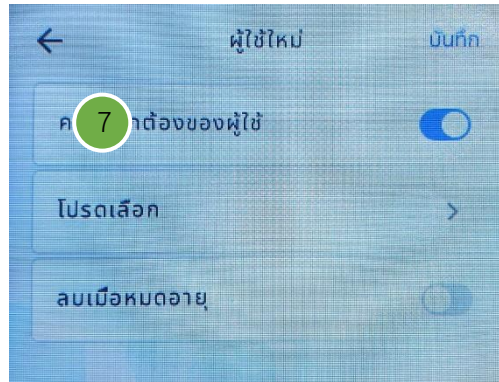 ผู้ใช้ใหม่ บันทึก
7
ต้องของผู้ใช้
โปรดเลือก
ลบเมื่อหมดอายุ